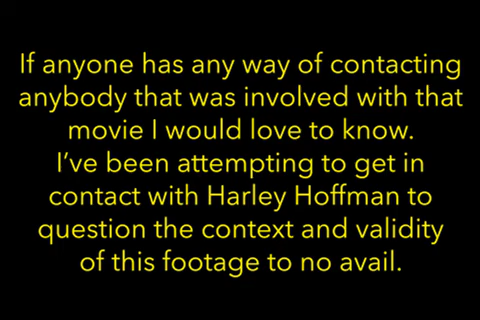 If anyone has any way of contacting
anybody that was involved with that
movie I would love to know.
I've been attempting to get in
contact with Harley Hoffman to
question the context and validity
of this footage to no avail.